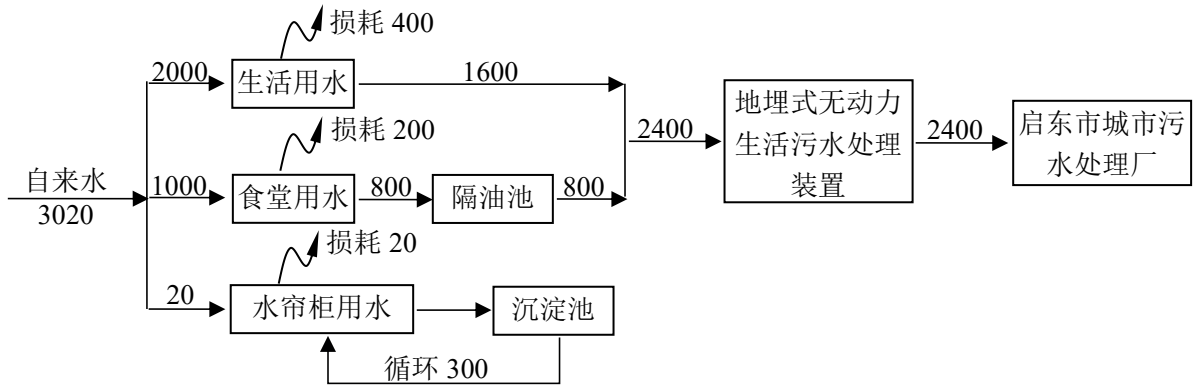 损耗 400
2000
生活用水
1600
损耗 200
自来水
3020
1000
食堂用水
800
隔油池
800
2400
地埋式无动力
生活污水处理
装置
2400
启东市城市污
水处理厂
损耗 20
20
水帘柜用水
沉淀池
循环 300